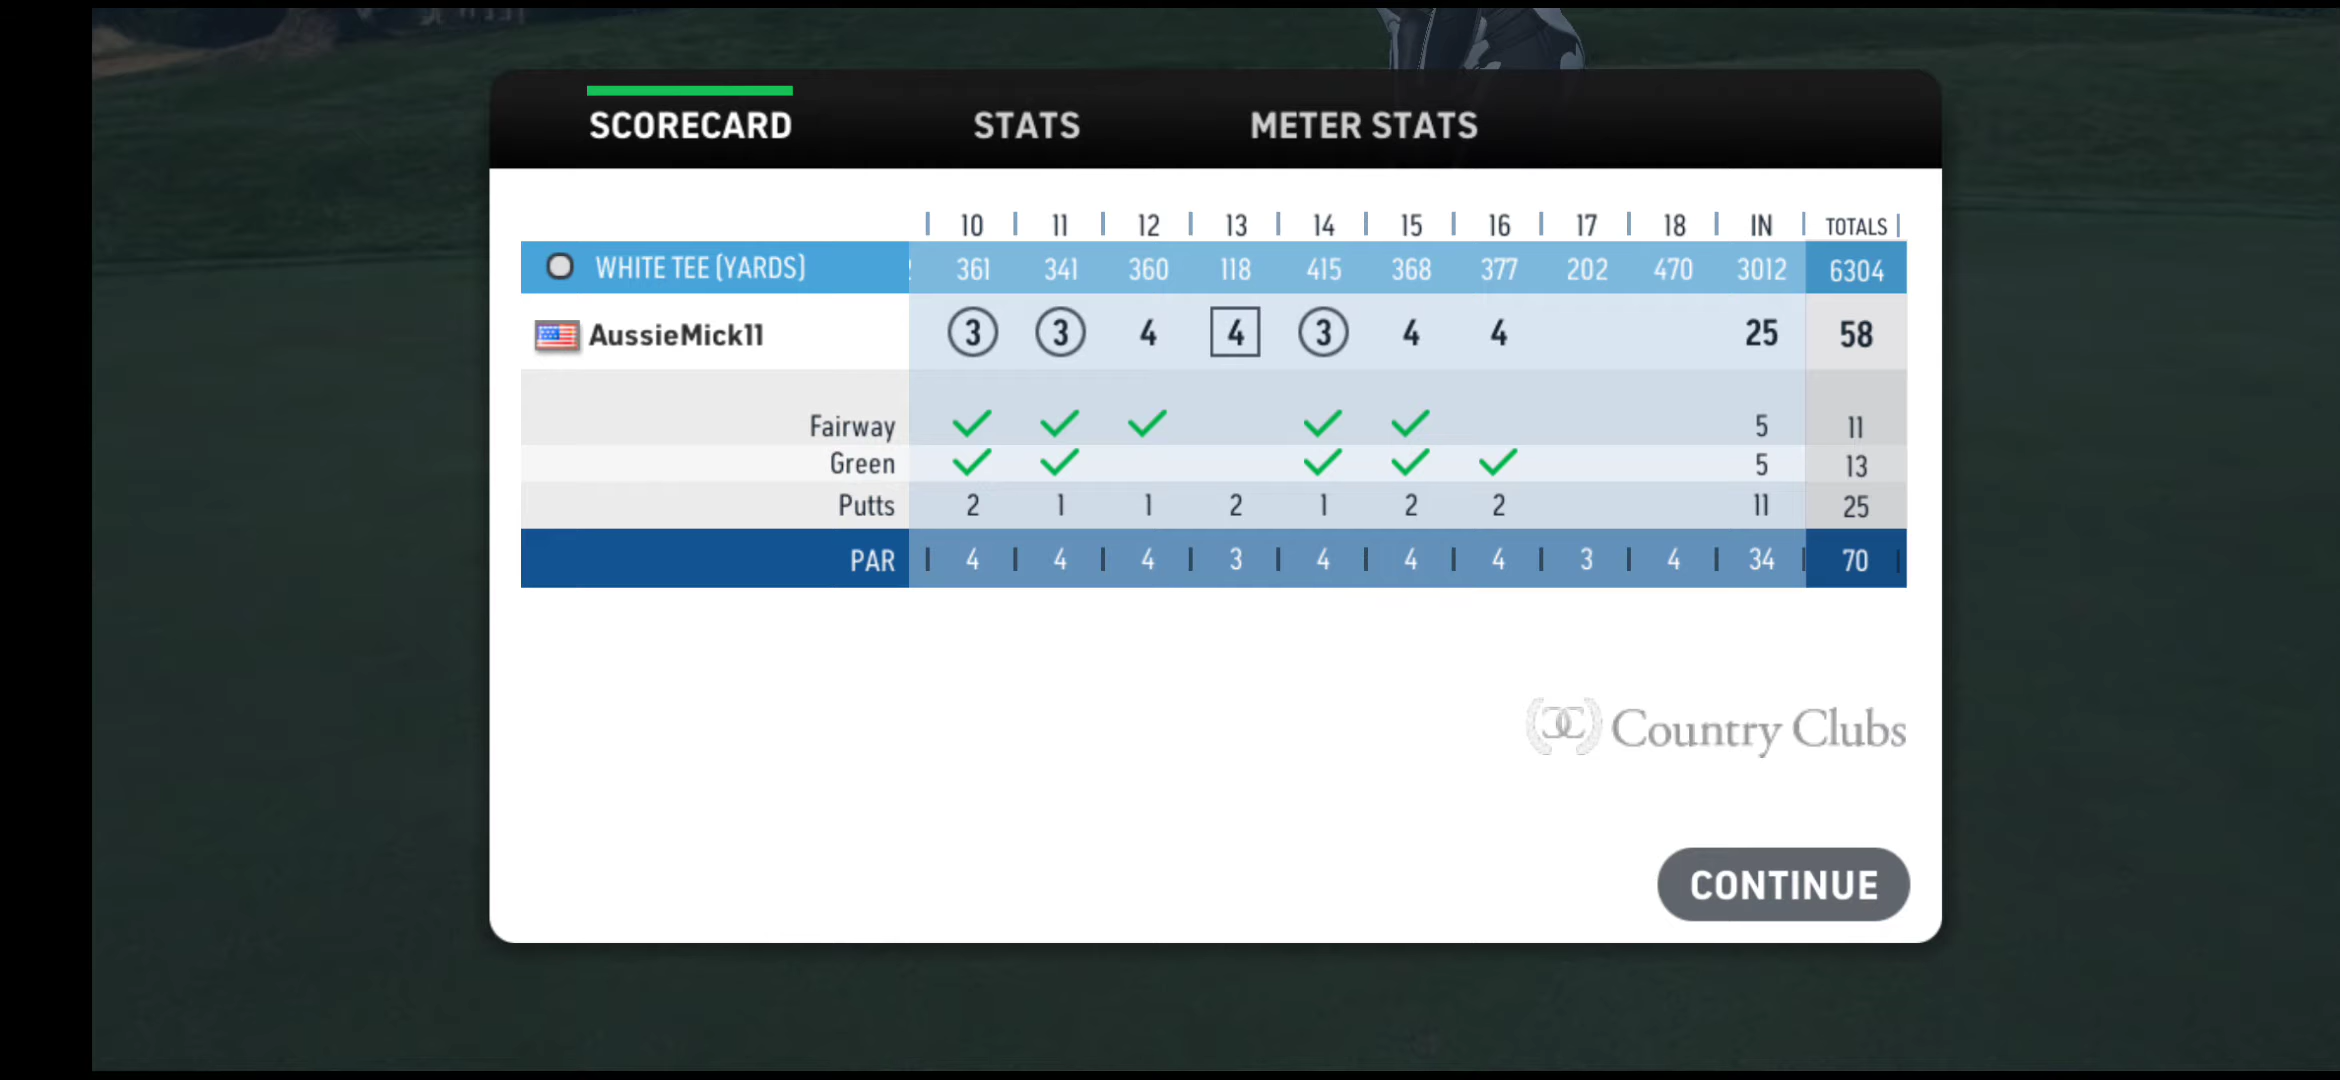 SCORECARD STATS METER STATS
10 11 12 13 14 15 16 17 18 IN TOTALS
WHITE TEE (YARDS) 361 341 360 118 415 368 377 202 470 3012 6304
AussieMick11 3 3 4 4 3 4 4 25 58
Fairway 5 11
Green 5 13
Putts 2 1 1 2 1 2 2 11 25
PAR 4 4 4 3 4 4 4 3 4 34 70
CC Country Clubs
CONTINUE